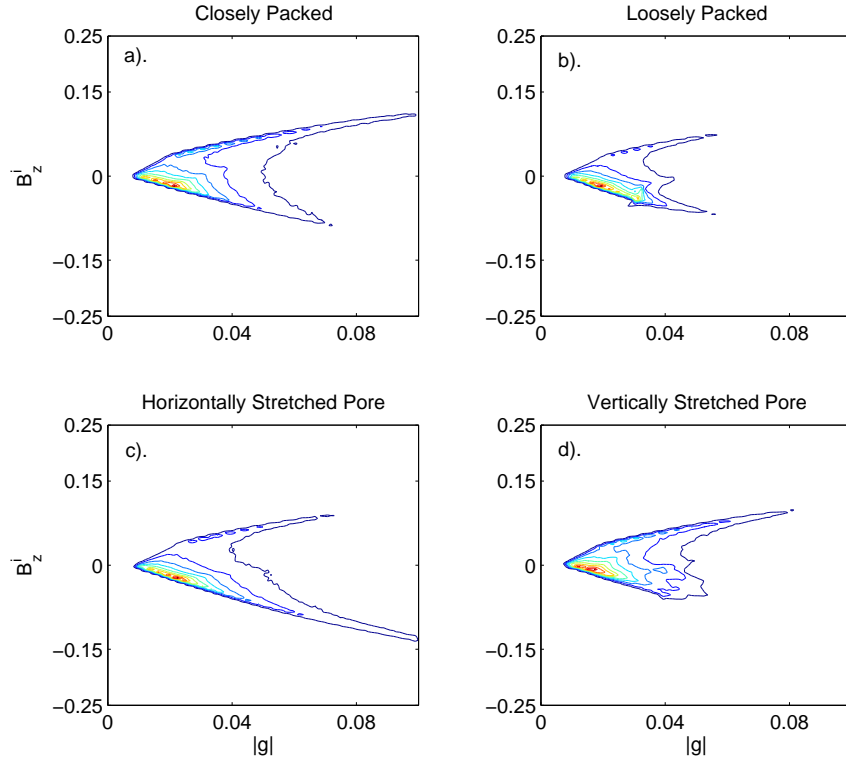 Closely Packed
Loosely Packed
a).
b).
0.25
0.15
0
−0.15
−0.25
B_z^i
0
0.04
0.08
0.25
0.15
0
−0.15
−0.25
0
0.04
0.08
Horizontally Stretched Pore
Vertically Stretched Pore
c).
d).
0.25
0.15
0
−0.15
−0.25
B_z^i
0
0.04
0.08
|g|
0.25
0.15
0
−0.15
−0.25
0
0.04
0.08
|g|